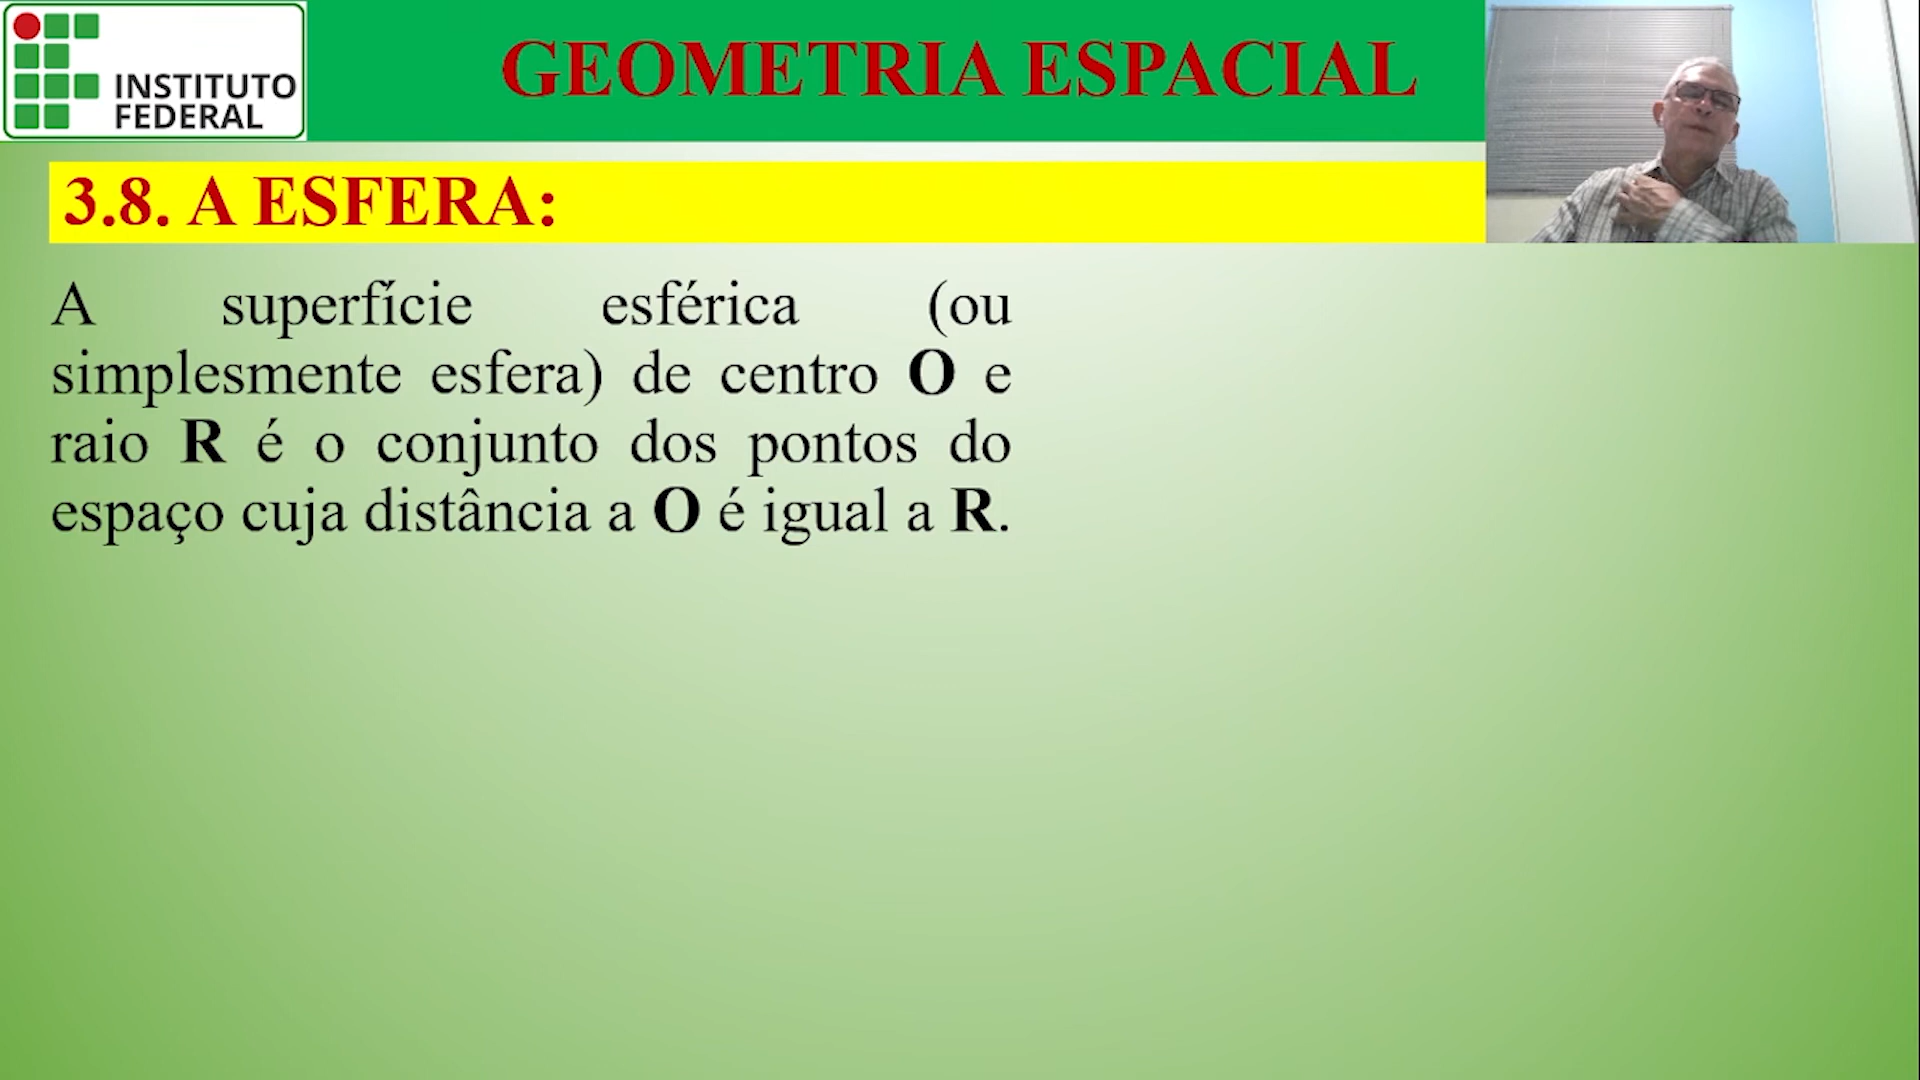 INSTITUTO
FEDERAL
GEOMETRIA ESPACIAL
3.8. A ESFERA:
A superfície esférica (ou
simplesmente esfera) de centro O e
raio R é o conjunto dos pontos do
espaço cuja distância a O é igual a R.